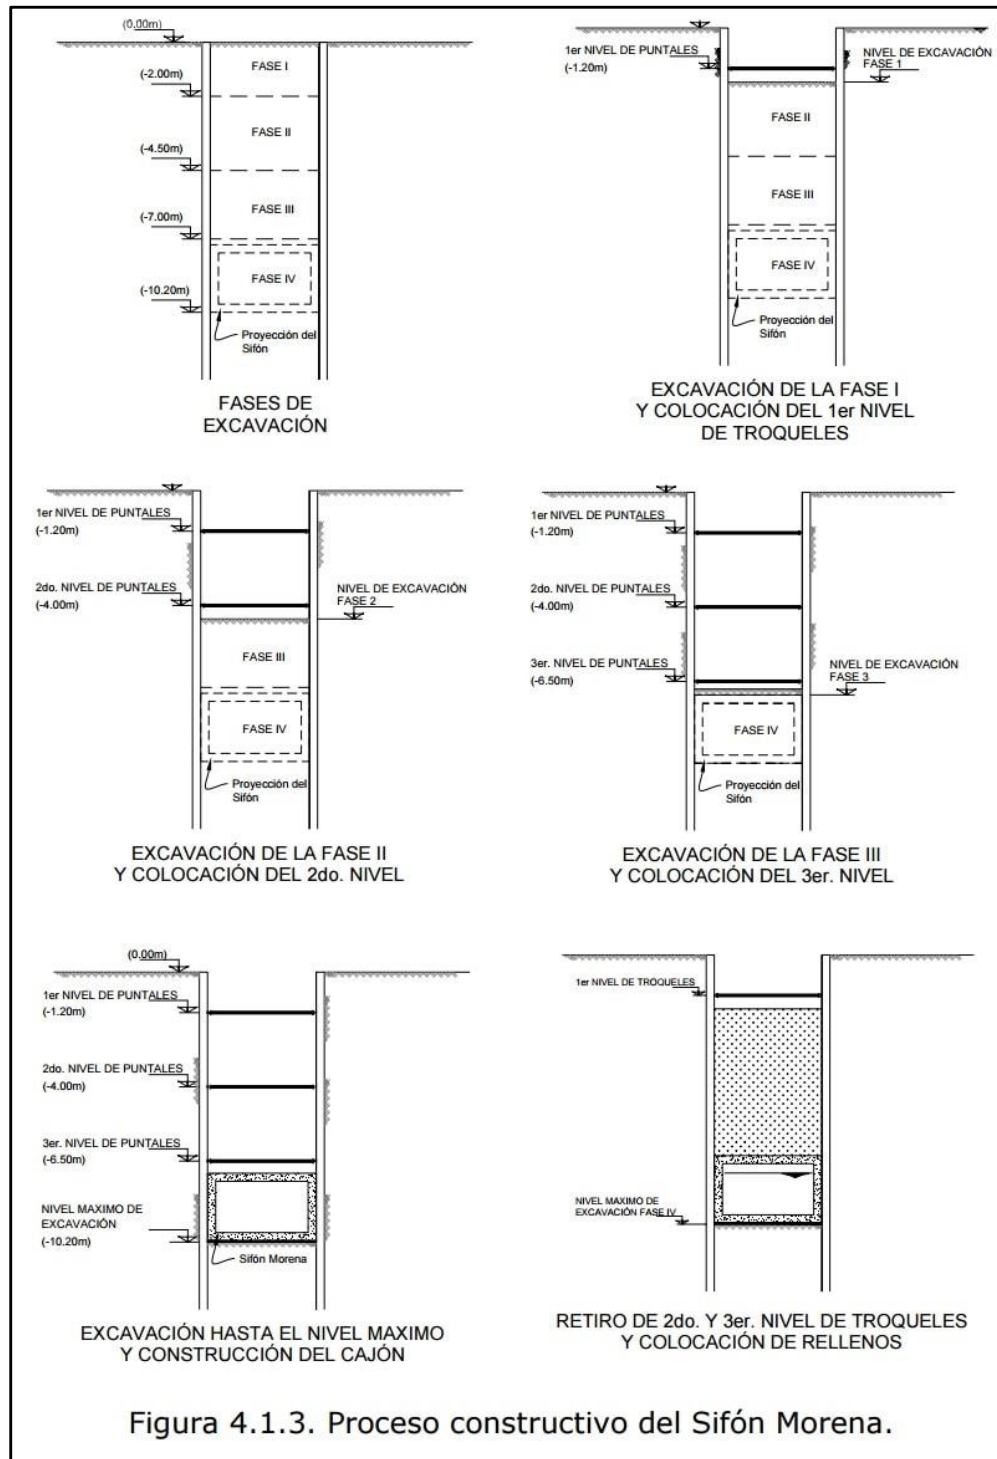 (0.00m)
FASE I
(-2.00m)
FASE II
(-4.50m)
FASE III
(-7.00m)
FASE IV
(-10.20m)
Proyección del
Sifón
FASES DE
EXCAVACIÓN
1er NIVEL DE PUNTALES
(-1.20m)
NIVEL DE EXCAVACIÓN
FASE 1
FASE II
FASE III
FASE IV
Proyección del
Sifón
EXCAVACIÓN DE LA FASE I
Y COLOCACIÓN DEL 1er NIVEL
DE TROQUELES
1er NIVEL DE PUNTALES
(-1.20m)
2do. NIVEL DE PUNTALES
(-4.00m)
NIVEL DE EXCAVACIÓN
FASE 2
FASE III
FASE IV
Proyección del
Sifón
EXCAVACIÓN DE LA FASE II
Y COLOCACIÓN DEL 2do. NIVEL
1er NIVEL DE PUNTALES
(-1.20m)
2do. NIVEL DE PUNTALES
(-4.00m)
3er. NIVEL DE PUNTALES
(-6.50m)
NIVEL DE EXCAVACIÓN
FASE 3
FASE IV
Proyección del
Sifón
EXCAVACIÓN DE LA FASE III
Y COLOCACIÓN DEL 3er. NIVEL
(0.00m)
1er NIVEL DE PUNTALES
(-1.20m)
2do. NIVEL DE PUNTALES
(-4.00m)
3er. NIVEL DE PUNTALES
(-6.50m)
NIVEL MAXIMO DE
EXCAVACIÓN
(-10.20m)
Sifón Morena
EXCAVACIÓN HASTA EL NIVEL MAXIMO
Y CONSTRUCCIÓN DEL CAJÓN
1er NIVEL DE TROQUELES
NIVEL MAXIMO DE
EXCAVACIÓN FASE IV
RETIRO DE 2do. Y 3er. NIVEL DE TROQUELES
Y COLOCACIÓN DE RELLENOS
Figura 4.1.3. Proceso constructivo del Sifón Morena.